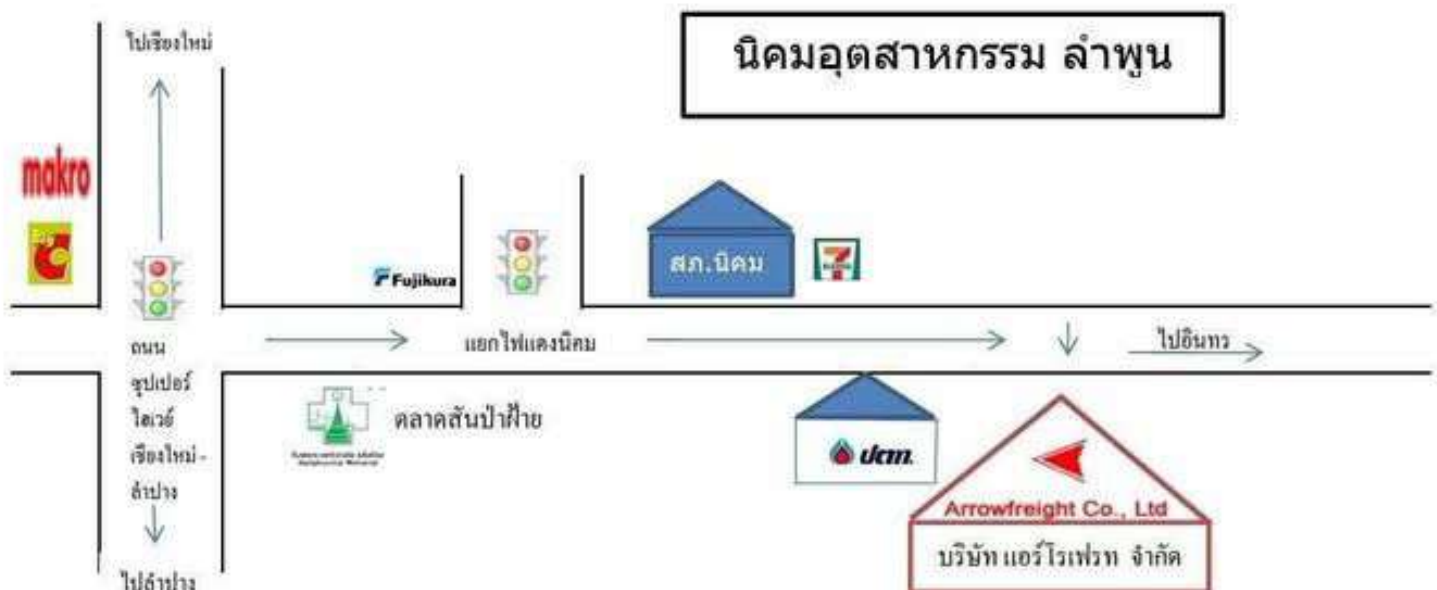 ไปเชียงใหม่
นิคมอุตสาหกรรม ลำพูน
makro
Big
C
Fujikura
สภ.นิคม
7
ELEVEN
ถนน
ซุปเปอร์
ไฮเวย์
เชียงใหม่ -
ลำปาง
ไปลำปาง
แยกไฟแดงนิคม
ไปอินทว
ตลาดสันป่าฝ้าย
ปตท.
Arrowfreight Co., Ltd
บริษัท แอร์โรเฟรท จำกัด